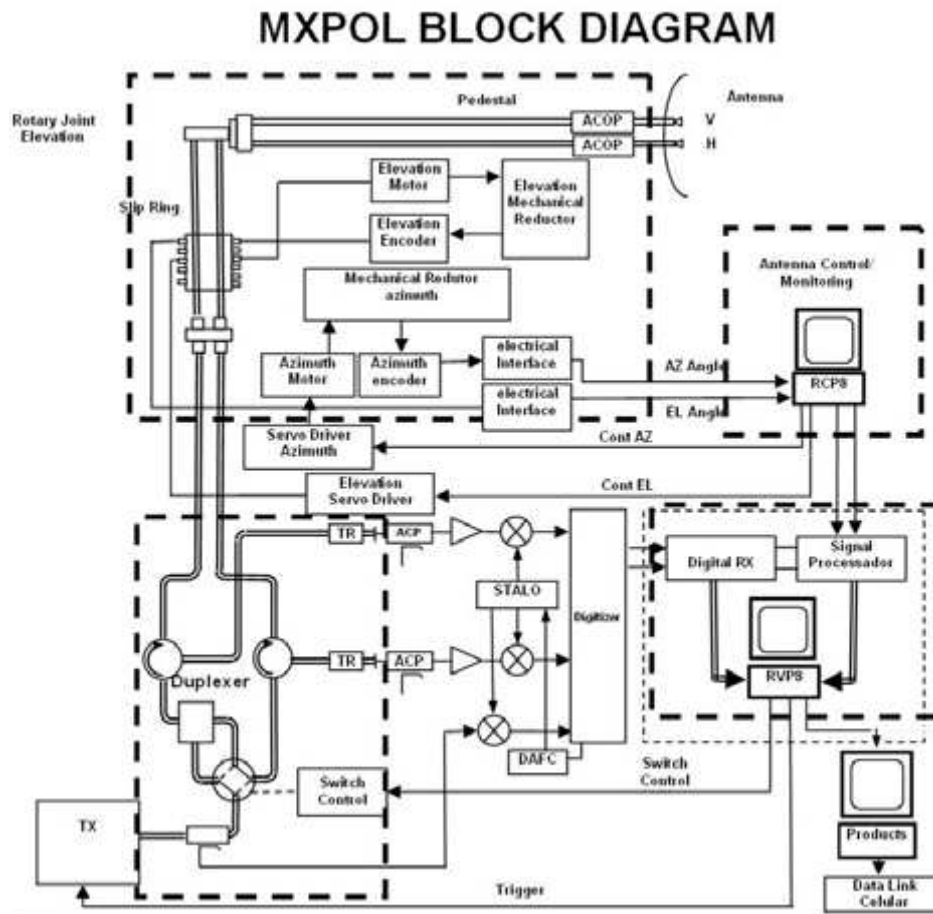 MXPOL BLOCK DIAGRAM
Rotary Joint
Elevation
Pedestal
Antenna
ACOP
V
ACOP
H
Elevation
Motor
Elevation
Mechanical
Reductor
Slip Ring
Elevation
Encoder
Mechanical Redutor
azimuth
Antenna Control/
Monitoring
Azimuth
Motor
Azimuth
encoder
electrical
Interface
electrical
Interface
AZ Angle
EL Angle
RCP8
Servo Driver
Azimuth
Cont AZ
Elevation
Servo Driver
Cont EL
TR
ACP
STALO
Digitizer
Digital RX
Signal
Processador
TR
ACP
Duplexer
RVP8
DAFC
Switch
Control
Switch
Control
TX
Products
Trigger
Data Link
Celular